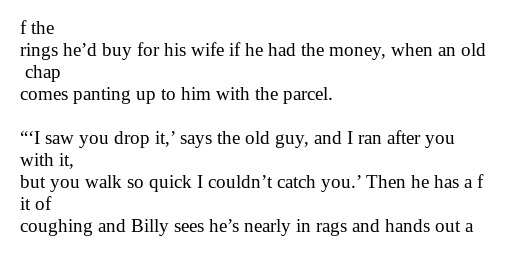 f the
rings he’d buy for his wife if he had the money, when an old
chap
comes panting up to him with the parcel.

“‘I saw you drop it,’ says the old guy, and I ran after you
with it,
but you walk so quick I couldn’t catch you.’ Then he has a f
it of
coughing and Billy sees he’s nearly in rags and hands out a